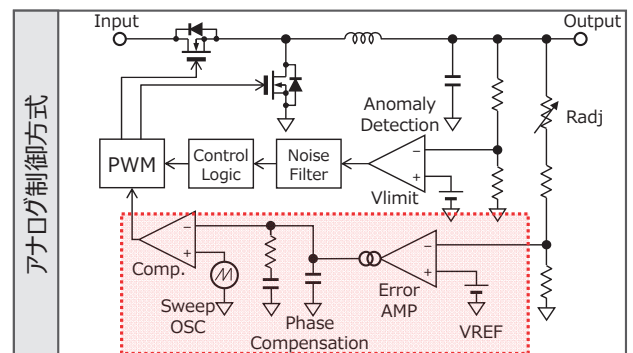 アナログ制御方式
Input
Output
Anomaly
Detection
Radj
PWM
Control
Logic
Noise
Filter
−
+
Vlimit
−
+
Comp.
Sweep
OSC
Phase
Compensation
−
+
Error
AMP
VREF